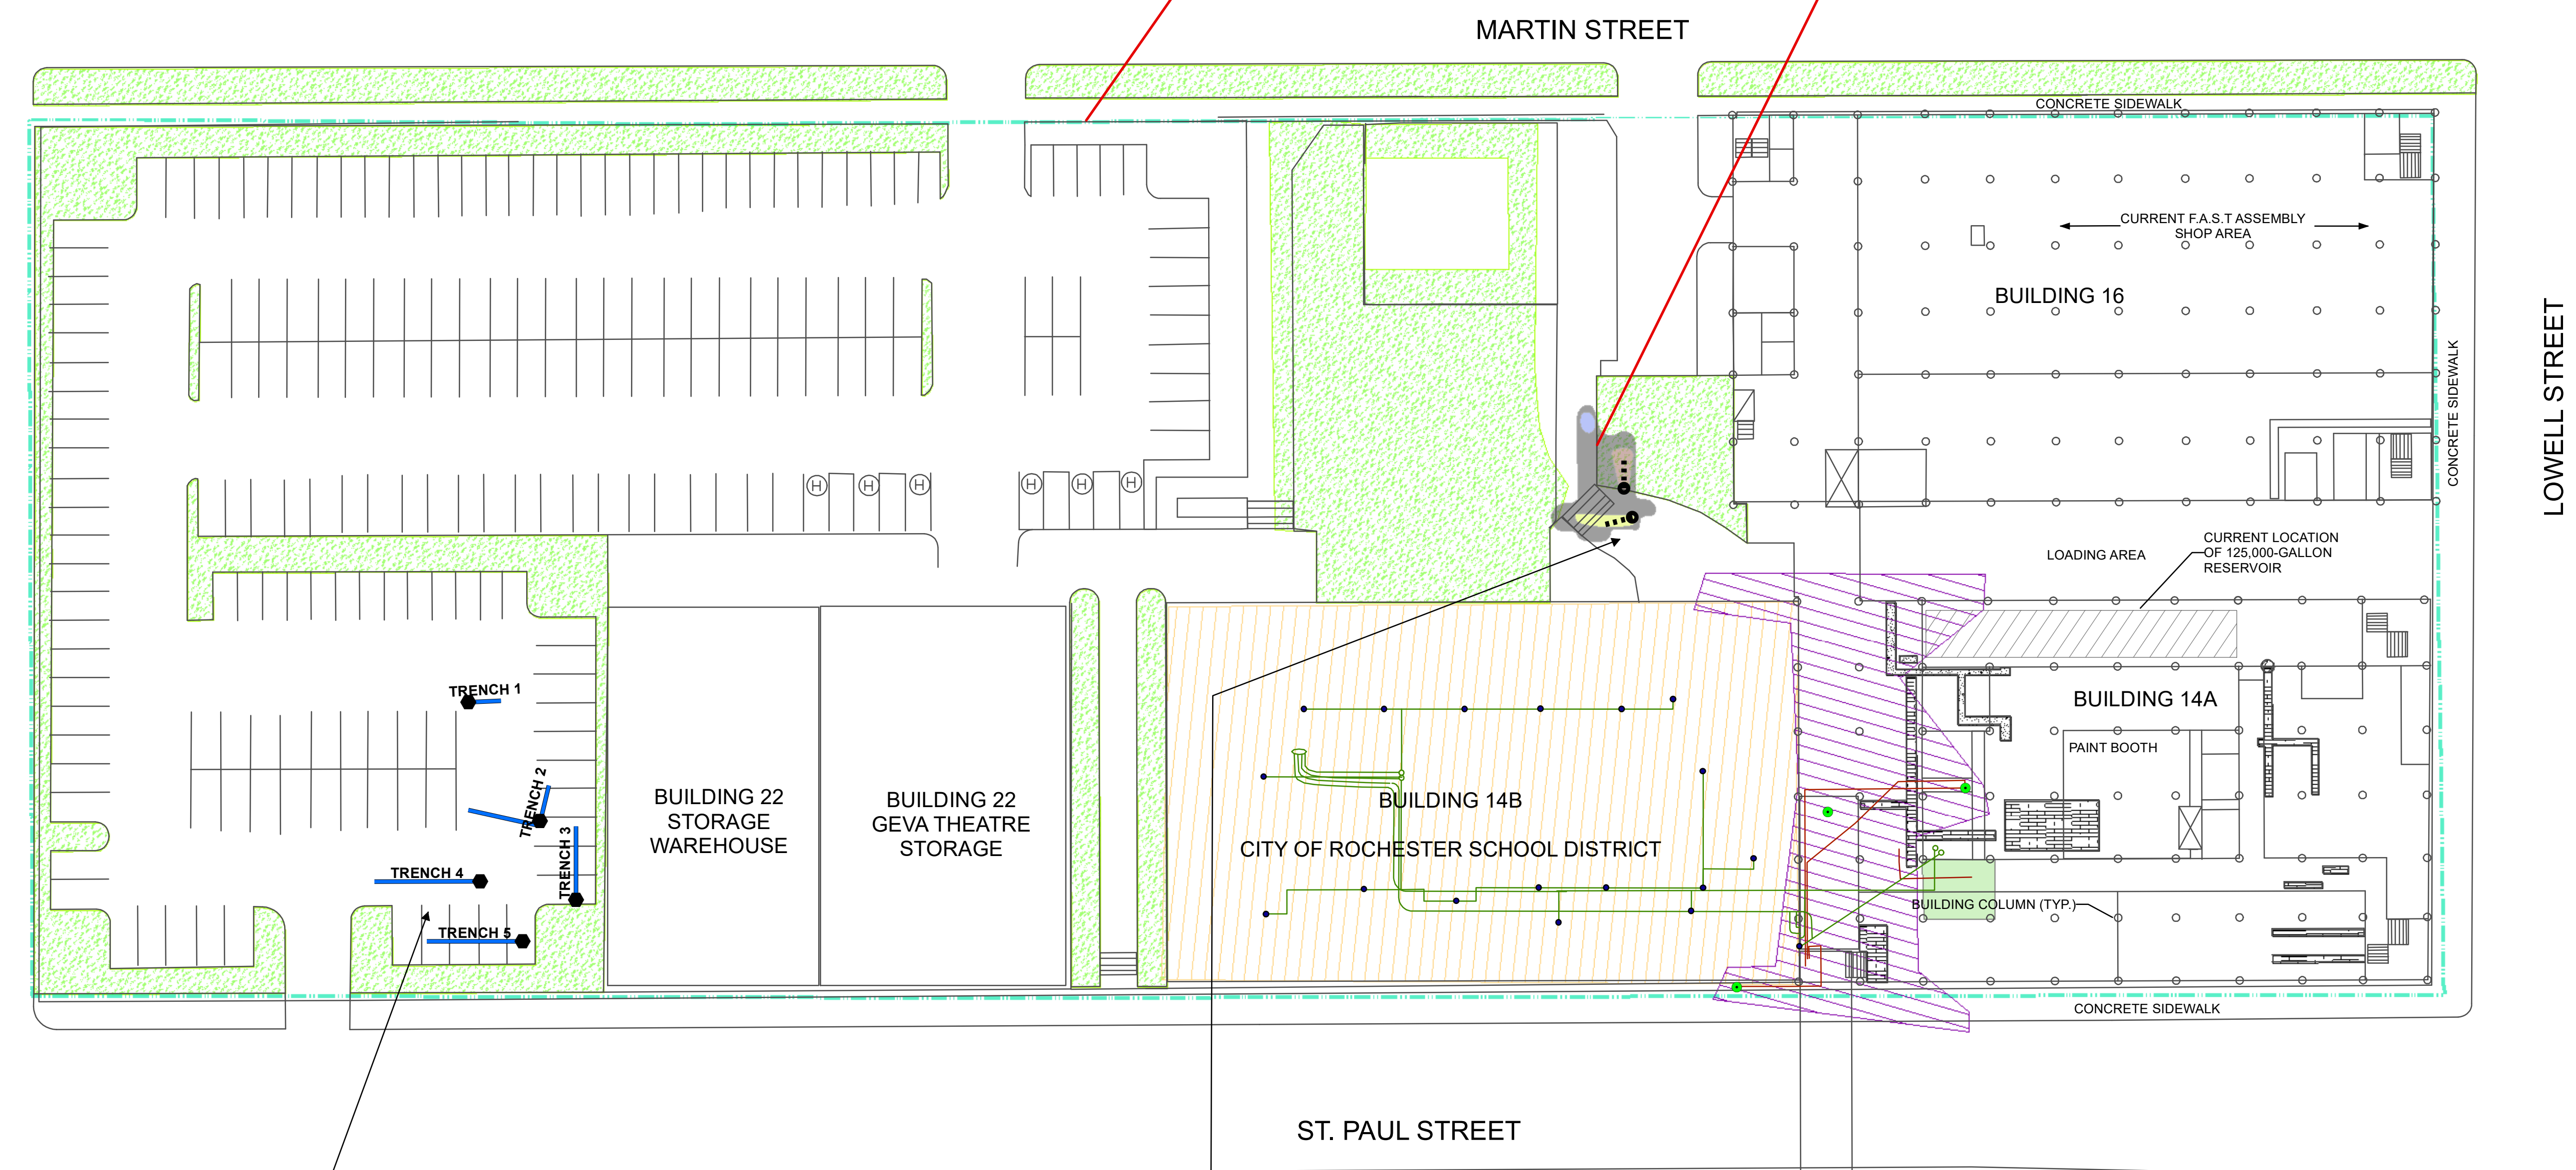 MARTIN STREET
CONCRETE SIDEWALK
CURRENT F.A.S.T ASSEMBLY
SHOP AREA
BUILDING 16
LOWELL STREET
CONCRETE SIDEWALK
H
H
H
H
H
H
CURRENT LOCATION
OF 125,000-GALLON
RESERVOIR
LOADING AREA
TRENCH 1
BUILDING 14A
PAINT BOOTH
TRENCH 2
BUILDING 22
STORAGE
WAREHOUSE
BUILDING 22
GEVA THEATRE
STORAGE
BUILDING 14B
CITY OF ROCHESTER SCHOOL DISTRICT
TRENCH 3
TRENCH 4
BUILDING COLUMN (TYP.)
TRENCH 5
CONCRETE SIDEWALK
ST. PAUL STREET